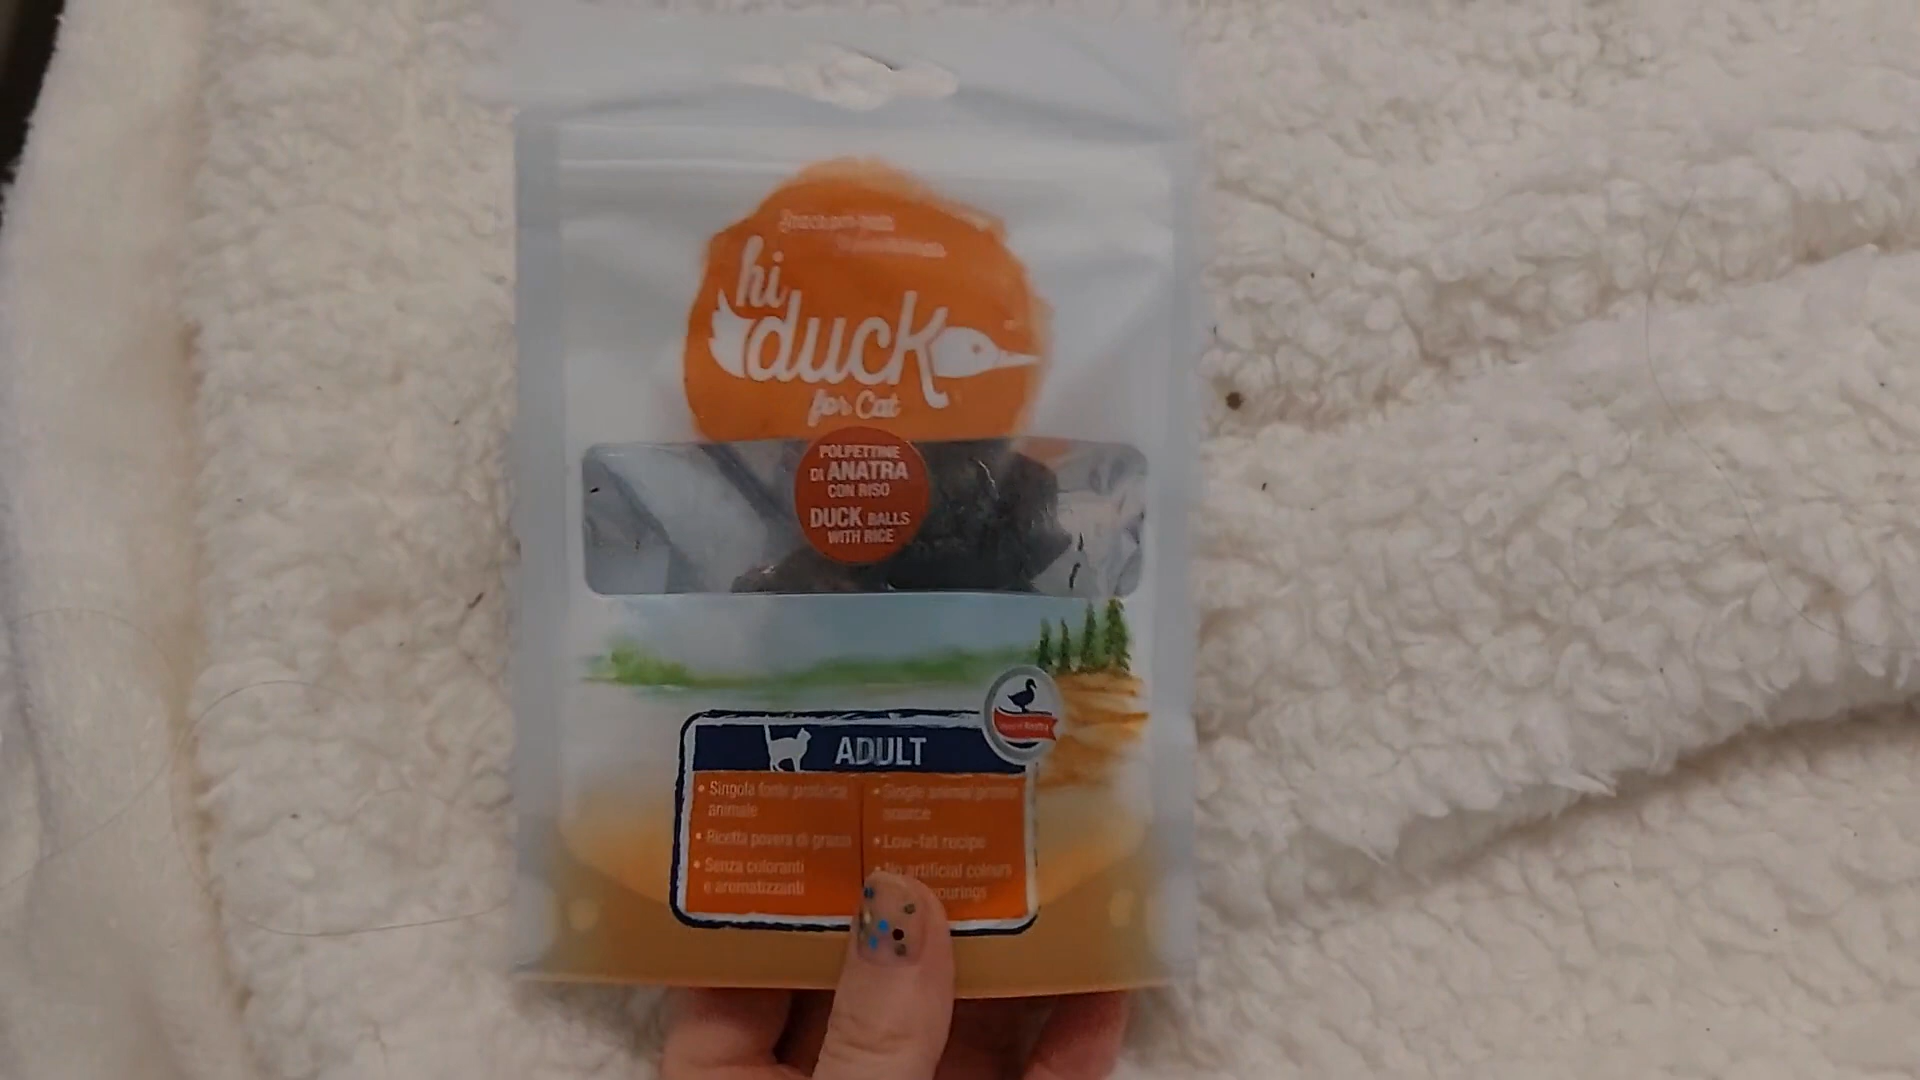 hi
duck
for Cat
POLPETTINE
DI ANATRA
CON RISO
DUCK BALLS
WITH RICE
ADULT
• Singola fonte proteica
animale
• Ricetta povera di grassi
• Senza coloranti
e aromatizzanti
• Single animal protein
source
• Low-fat recipe
• No artificial colours